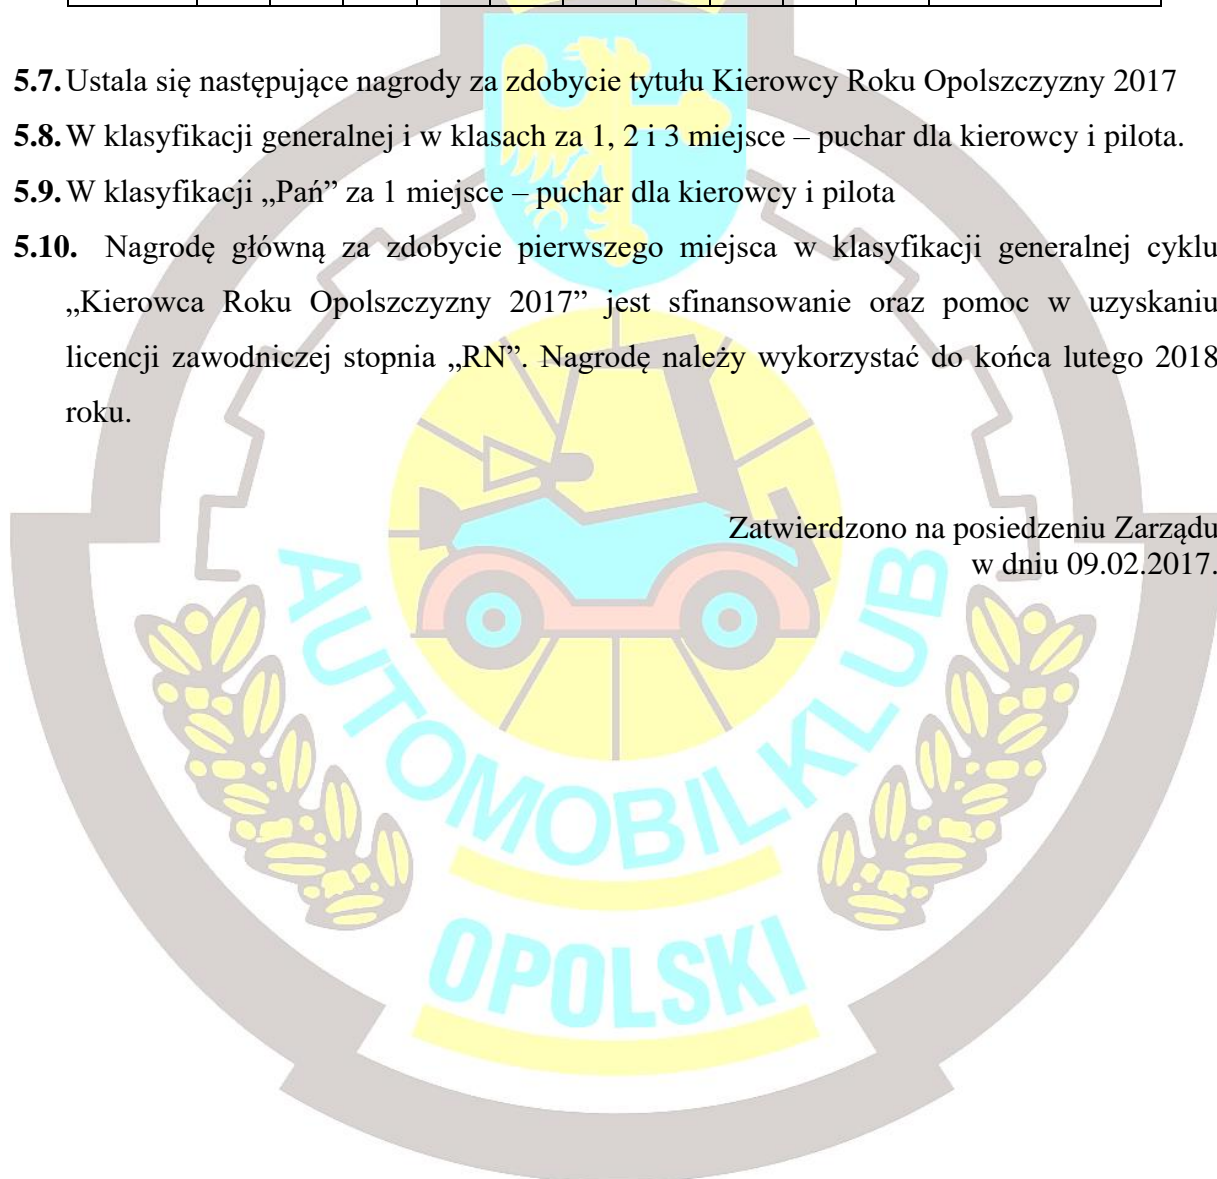 5.7. Ustala się następujące nagrody za zdobycie tytułu Kierowcy Roku Opolszczyzny 2017
5.8. W klasyfikacji generalnej i w klasach za 1, 2 i 3 miejsce – puchar dla kierowcy i pilota.
5.9. W klasyfikacji „Pań” za 1 miejsce – puchar dla kierowcy i pilota
5.10. Nagrodę główną za zdobycie pierwszego miejsca w klasyfikacji generalnej cyklu
„Kierowca Roku Opolszczyzny 2017” jest sfinansowanie oraz pomoc w uzyskaniu
licencji zawodniczej stopnia „RN”. Nagrodę należy wykorzystać do końca lutego 2018
roku.
Zatwierdzono na posiedzeniu Zarządu
w dniu 09.02.2017.
AUTOMOBILKLUB
OPOLSKI